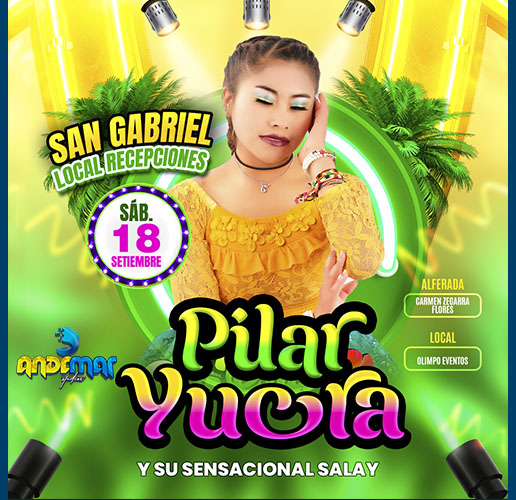 SAN GABRIEL
LOCAL RECEPCIONES
SÁB.
18
SETIEMBRE
ALFERADA
CARMEN ZEGARRA
FLORES
LOCAL
OLIMPO EVENTOS
ANDEMAR
Pilar
Yucra
Y SU SENSACIONAL SALAY